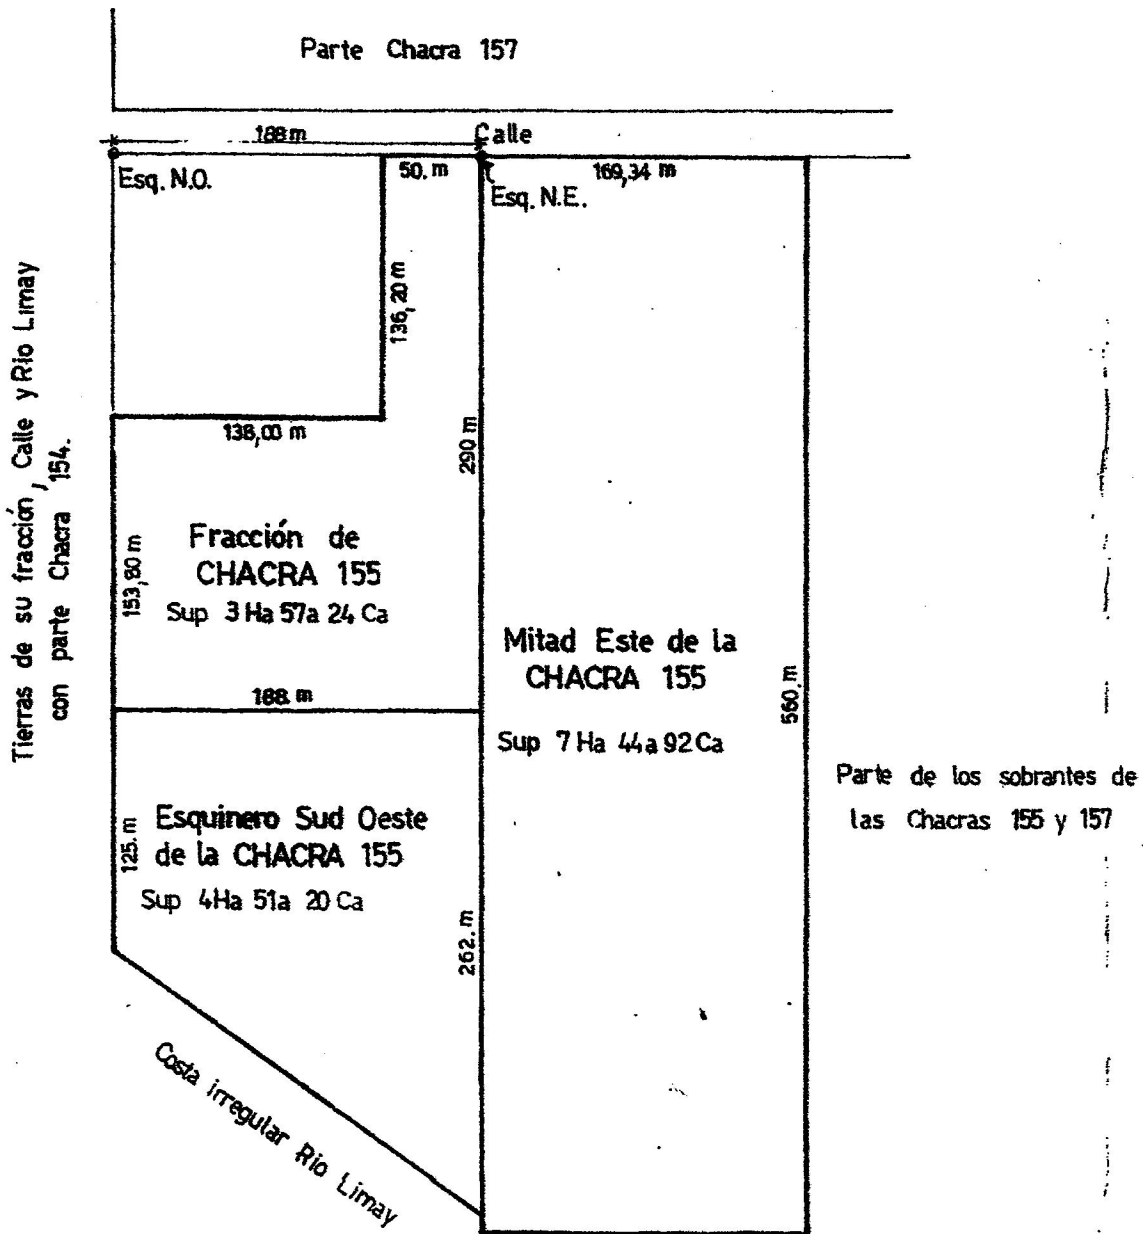 Parte Chacra 157
188 m
Calle
Esq. N.O.
50. m
Esq. N.E.
169,34 m
136,20 m
138,00 m
290 m
Tierras de su fracción, Calle y Rio Limay
con parte Chacra 154.
153,80 m
Fracción de
CHACRA 155
Sup 3 Ha 57a 24 Ca
188. m
Mitad Este de la
CHACRA 155
Sup 7 Ha 44a 92 Ca
560. m
Parte de los sobrantes de
las Chacras 155 y 157
125. m
Esquinero Sud Oeste
de la CHACRA 155
Sup 4Ha 51a 20 Ca
262. m
Costa irregular Rio Limay